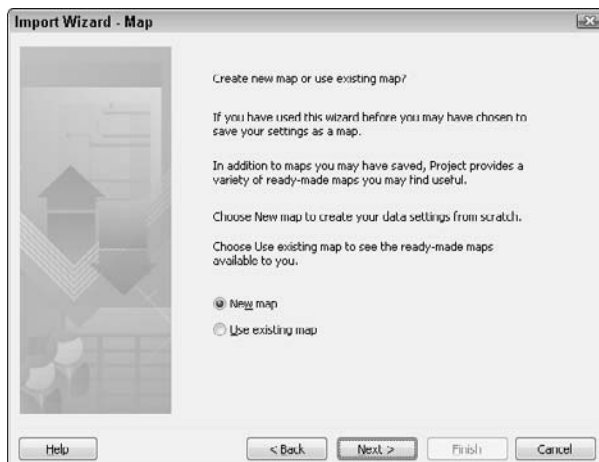 Import Wizard - Map
Create new map or use existing map?
If you have used this wizard before you may have chosen to
save your settings as a map.
In addition to maps you may have saved, Project provides a
variety of ready-made maps you may find useful.
Choose New map to create your data settings from scratch.
Choose Use existing map to see the ready-made maps
available to you.
New map
Use existing map
Help
< Back
Next >
Finish
Cancel